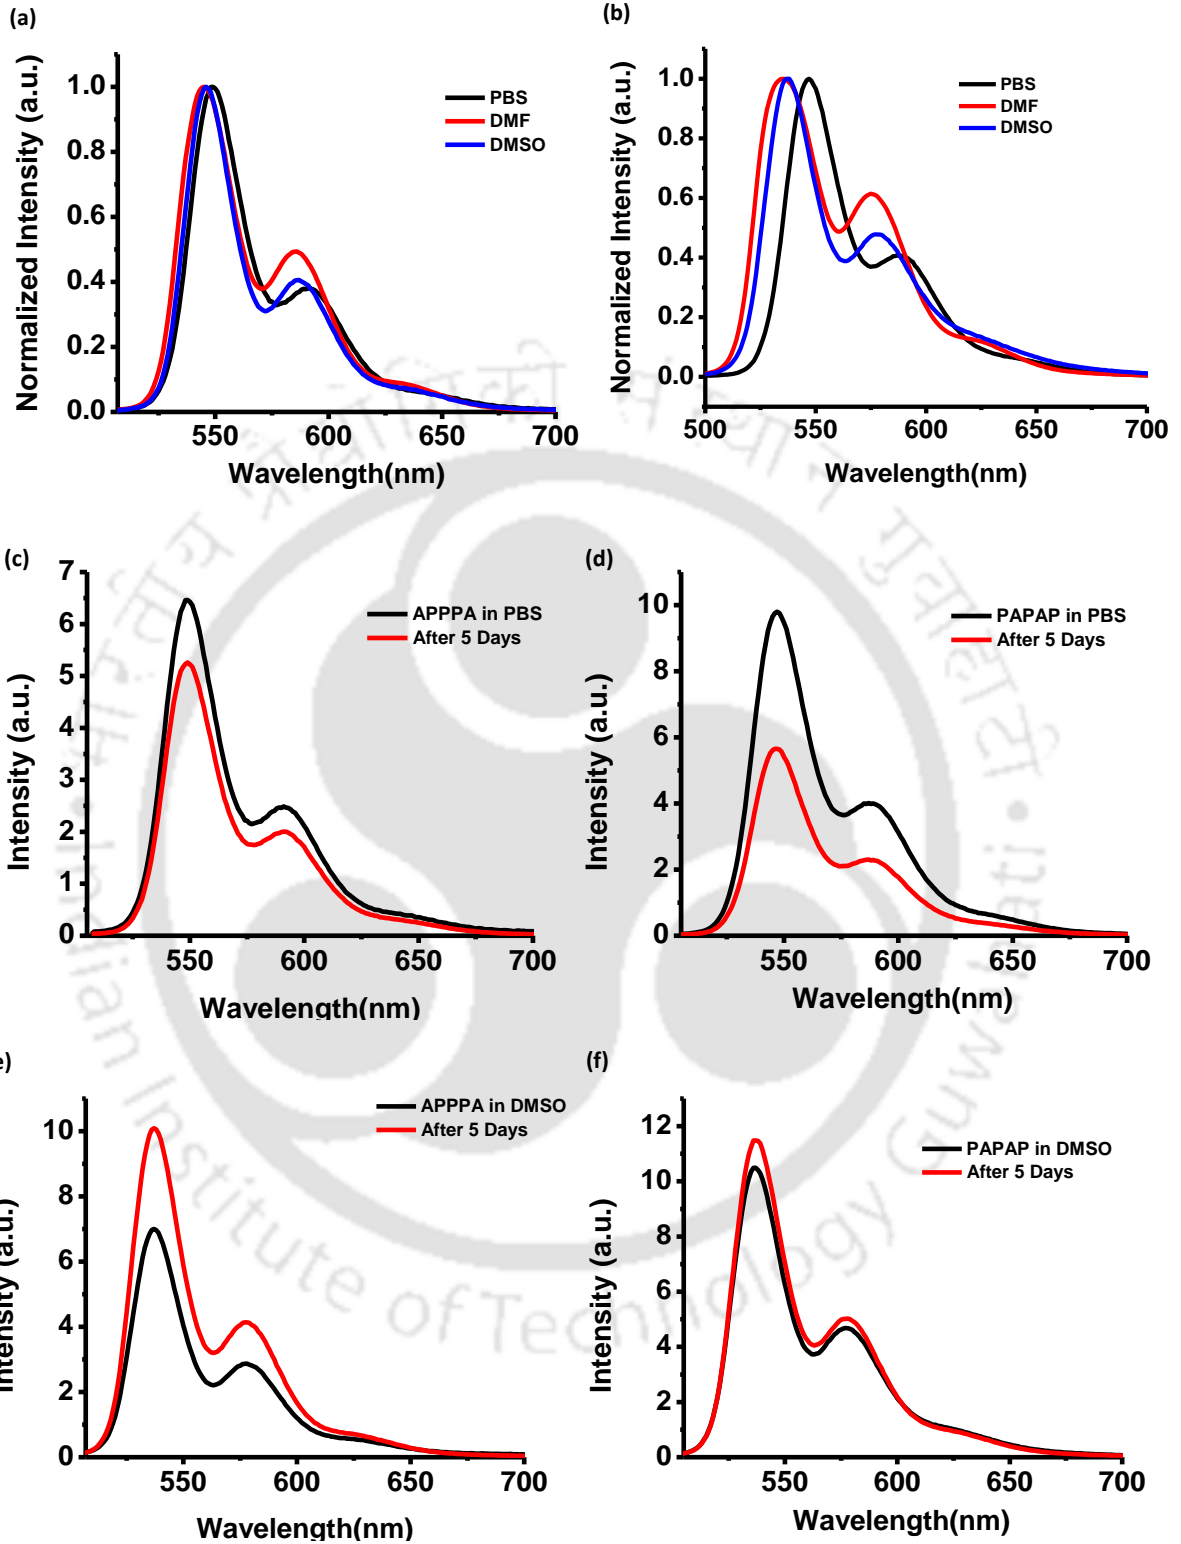 (a)
Normalized Intensity (a.u.)
1.0
0.8
0.6
0.4
0.2
0.0
PBS
DMF
DMSO
550
600
650
700
Wavelength(nm)
(b)
Normalized Intensity (a.u.)
1.0
0.8
0.6
0.4
0.2
0.0
PBS
DMF
DMSO
500
550
600
650
700
Wavelength(nm)
(c)
Intensity (a.u.)
7
6
5
4
3
2
1
0
APPPA in PBS
After 5 Days
550
600
650
700
Wavelength(nm)
(d)
Intensity (a.u.)
10
8
6
4
2
0
PAPAP in PBS
After 5 Days
550
600
650
700
Wavelength(nm)
e)
Intensity (a.u.)
10
8
6
4
2
0
APPPA in DMSO
After 5 Days
550
600
650
700
Wavelength(nm)
(f)
Intensity (a.u.)
12
10
8
6
4
2
0
PAPAP in DMSO
After 5 Days
550
600
650
700
Wavelength(nm)
Indian Institute of Technology Guwahati